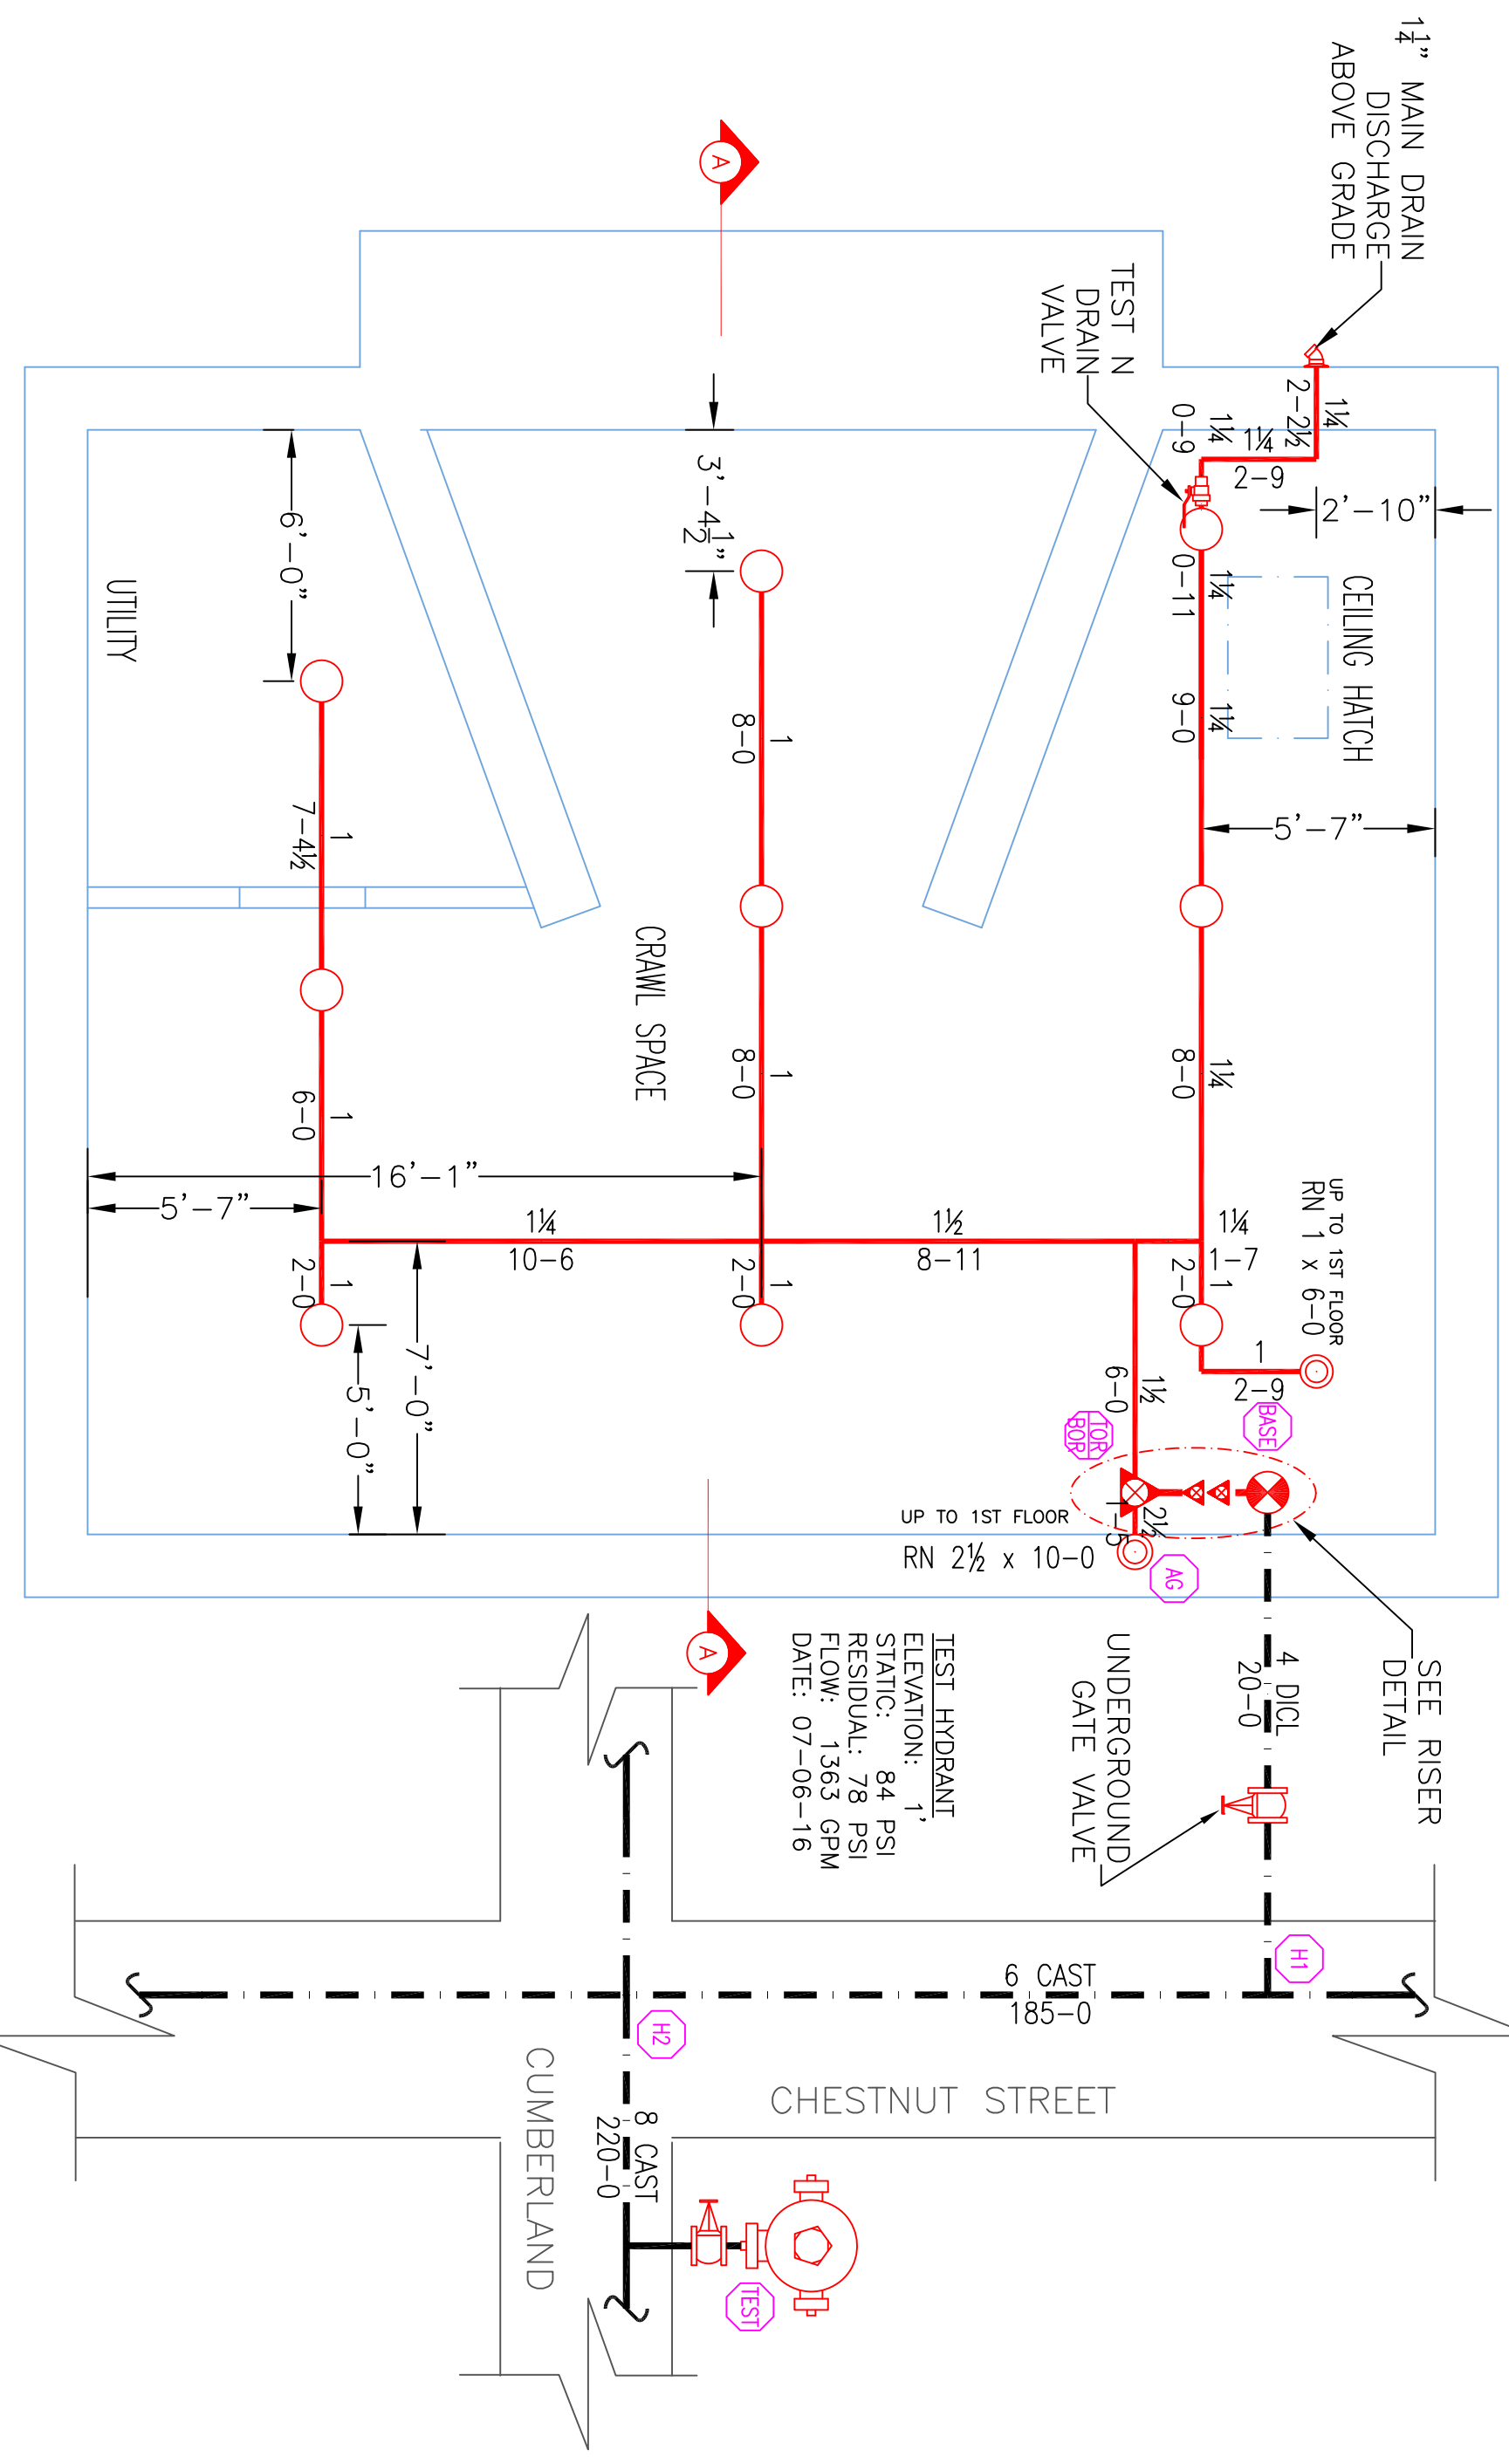 1¼" MAIN DRAIN
DISCHARGE
ABOVE GRADE
A
TEST N
DRAIN
VALVE
1¼
2-2½
1¼
2-9
1¼
0-9
2'-10"
CEILING HATCH
1¼
0-11
1¼
9-0
5'-7"
3'-4½"
6'-0"
UTILITY
1
8-0
1
7-4½
CRAWL SPACE
1¼
8-0
1
8-0
1
6-0
16'-1"
5'-7"
1¼
10-6
1½
8-11
1¼
1-7
1
2-0
1
2-0
1
2-0
UP TO 1ST FLOOR
RN 1 x 6-0
1
2-9
7'-0"
5'-0"
1½
6-0
TOR
BOR
BASE
2½
1-5
UP TO 1ST FLOOR
RN 2½ x 10-0
AG
SEE RISER
DETAIL
4 DICL
20-0
UNDERGROUND
GATE VALVE
TEST HYDRANT
ELEVATION: 1'
STATIC: 84 PSI
RESIDUAL: 78 PSI
FLOW: 1363 GPM
DATE: 07-06-16
A
H1
6 CAST
185-0
H2
CHESTNUT STREET
CUMBERLAND
8 CAST
220-0
TEST